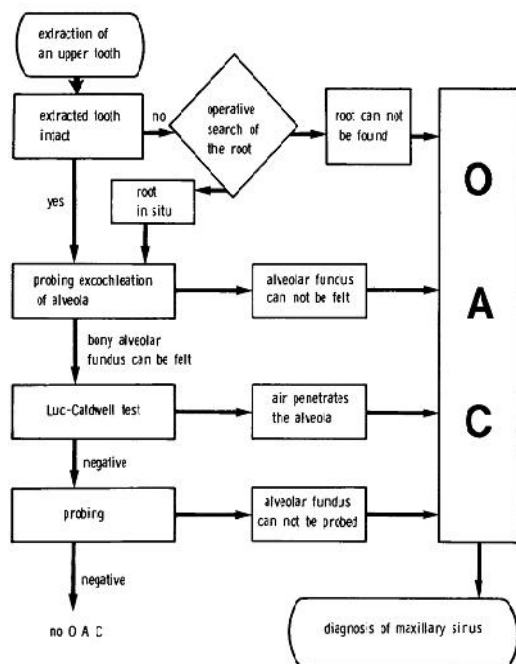 extraction of
an upper tooth
extracted tooth
intact
no
operative
search of
the root
root can not
be found
yes
root
in situ
probing excochleation
of alveola
alveolar fundus
can not be felt
bony alveolar
fundus can be felt
Luc-Caldwell test
air penetrates
the alveola
negative
probing
alveolar fundus
can not be probed
negative
no O A C
O
A
C
diagnosis of maxillary sinus